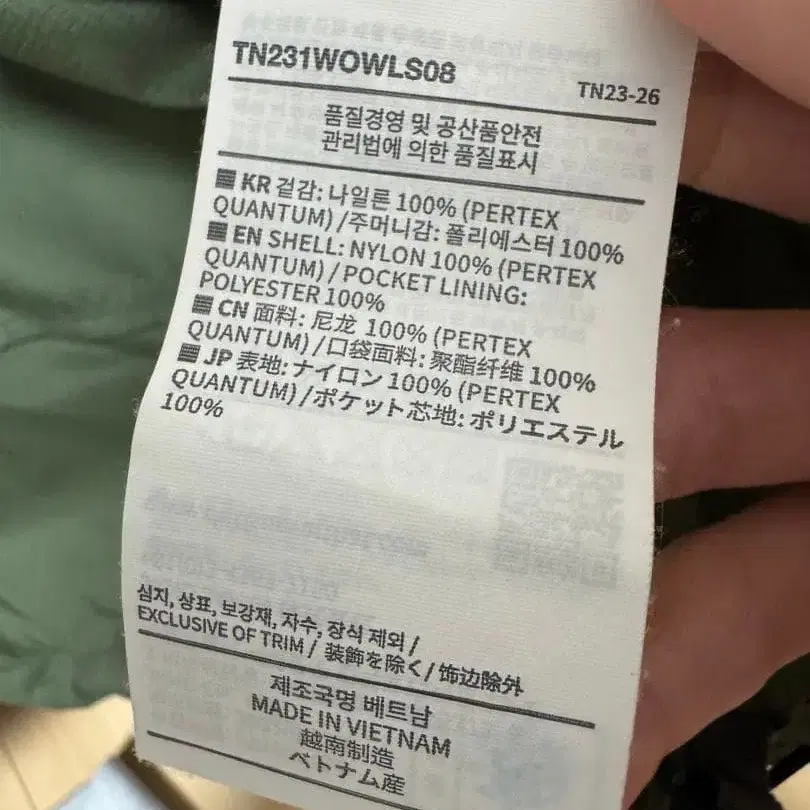 TN231WOWLS08
TN23-26
품질경영 및 공산품안전
관리법에 의한 품질표시
KR 겉감: 나일론 100% (PERTEX
QUANTUM) /주머니감: 폴리에스터 100%
EN SHELL: NYLON 100% (PERTEX
QUANTUM) / POCKET LINING:
POLYESTER 100%
CN 面料: 尼龙 100% (PERTEX
QUANTUM) /口袋面料: 聚酯纤维 100%
JP 表地: ナイロン 100% (PERTEX
QUANTUM) /ポケット芯地: ポリエステル
100%
심지, 상표, 보강재, 자수, 장식 제외 /
EXCLUSIVE OF TRIM / 装飾を除く / 饰边除外
제조국명 베트남
MADE IN VIETNAM
越南制造
ベトナム産